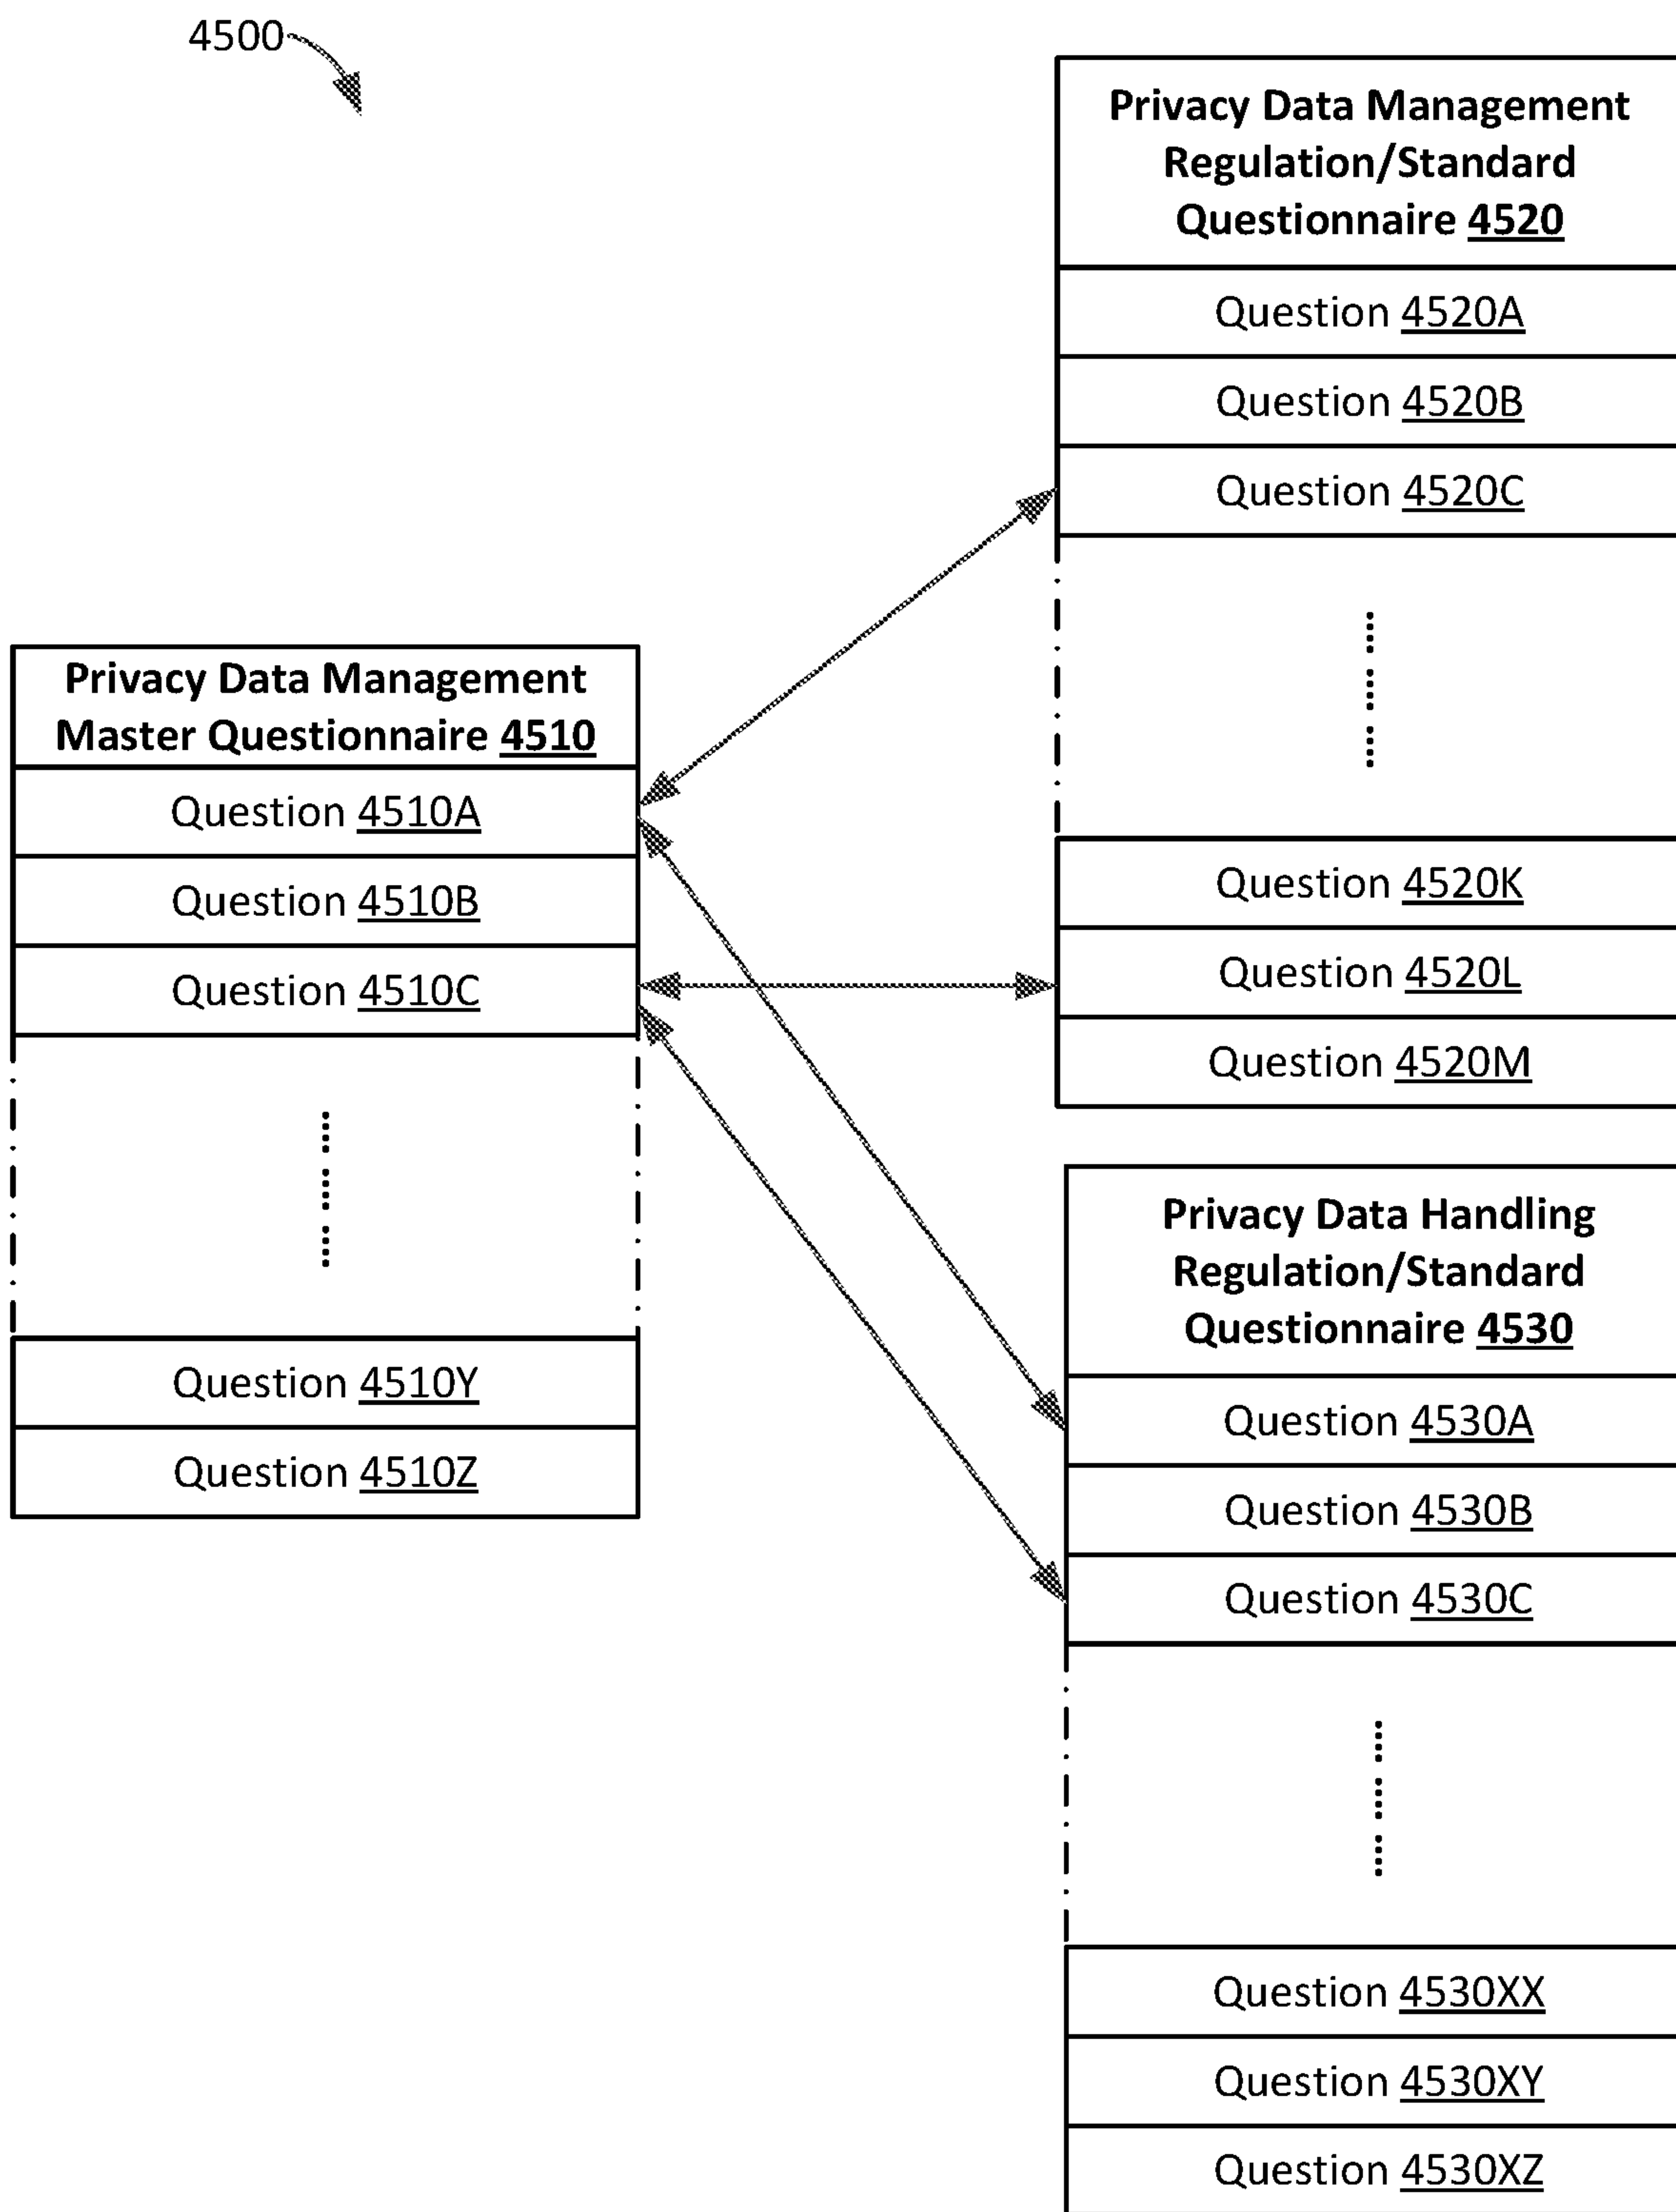 4500
Privacy Data Management
Regulation/Standard
Questionnaire 4520
Question 4520A
Question 4520B
Question 4520C
Question 4520K
Question 4520L
Question 4520M
Privacy Data Management
Master Questionnaire 4510
Question 4510A
Question 4510B
Question 4510C
Question 4510Y
Question 4510Z
Privacy Data Handling
Regulation/Standard
Questionnaire 4530
Question 4530A
Question 4530B
Question 4530C
Question 4530XX
Question 4530XY
Question 4530XZ